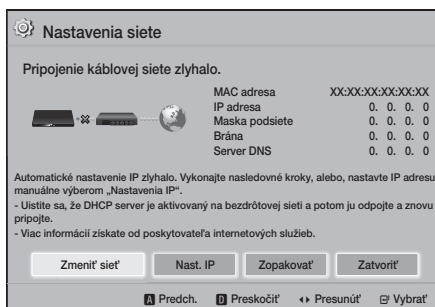 Nastavenia siete
Pripojenie káblovej siete zlyhalo.
MAC adresa XX:XX:XX:XX:XX:XX
IP adresa 0. 0. 0. 0
Maska podsiete 0. 0. 0. 0
Brána 0. 0. 0. 0
Server DNS 0. 0. 0. 0
Automatické nastavenie IP zlyhalo. Vykonajte nasledovné kroky, alebo, nastavte IP adresu
manuálne výberom „Nastavenia IP“.
- Uistite sa, že DHCP server je aktivovaný na bezdrôtovej sieti a potom ju odpojte a znovu
pripojte.
- Viac informácií získate od poskytovateľa internetových služieb.
Zmeniť sieť Nast. IP Zopakovať Zatvoriť
A Predch. D Preskočiť Presunúť Vybrať